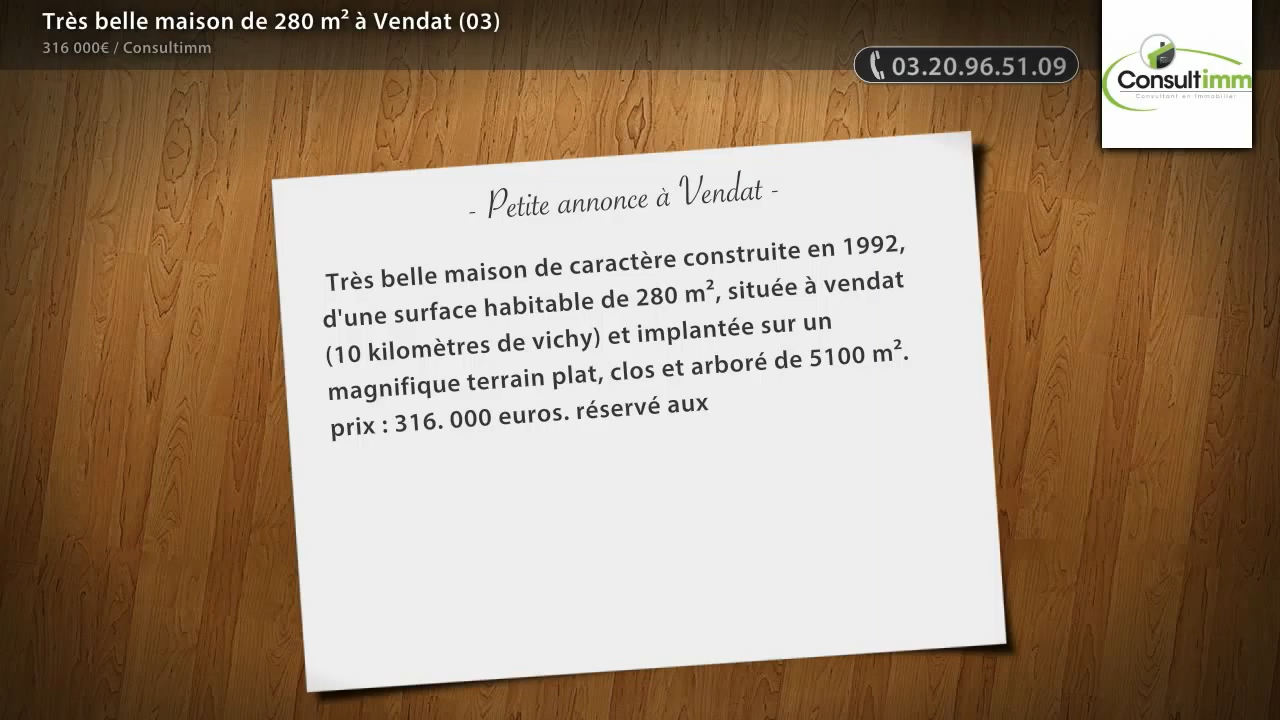 Très belle maison de 280 m² à Vendat (03)
316 000€ / Consultimm
03.20.96.51.09
Consultimm
Consultant en Immobilier
- Petite annonce à Vendat -
Très belle maison de caractère construite en 1992,
d'une surface habitable de 280 m², située à vendat
(10 kilomètres de vichy) et implantée sur un
magnifique terrain plat, clos et arboré de 5100 m².
prix : 316. 000 euros. réservé aux